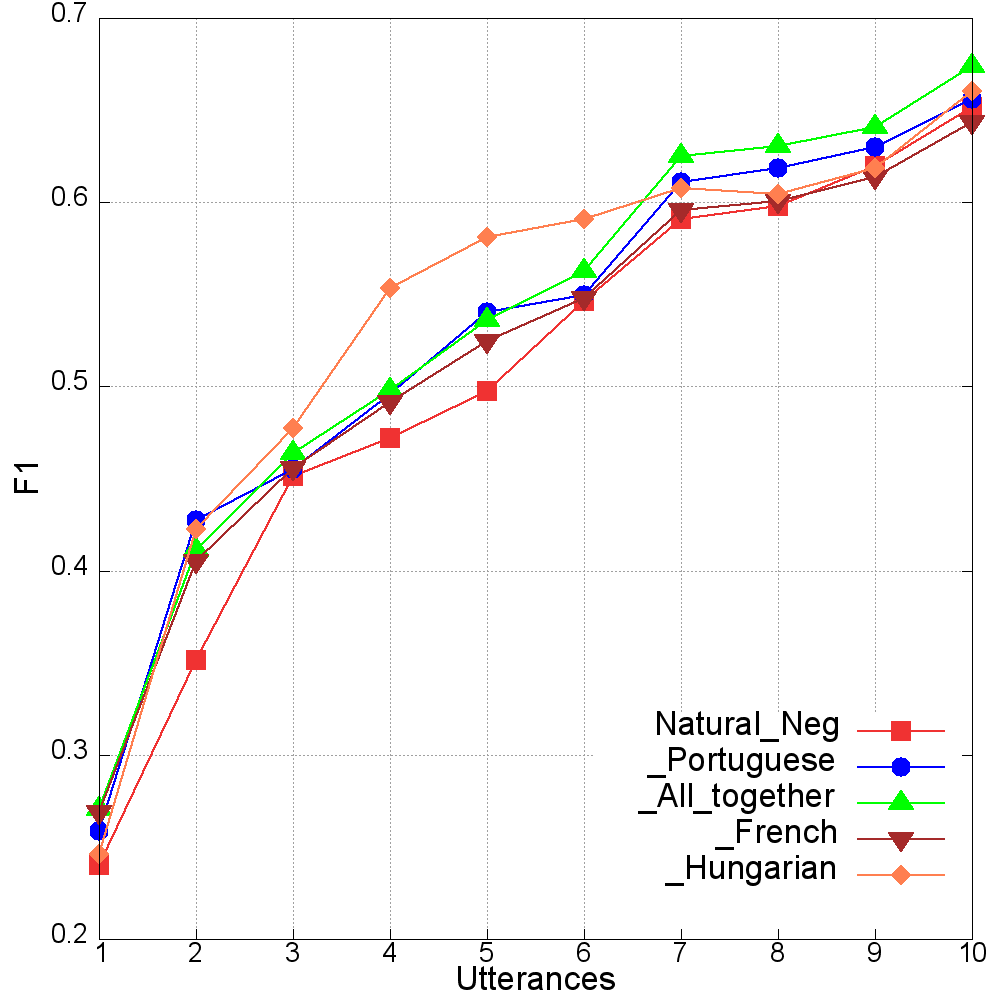 0.7
0.6
0.5
0.4
0.3
0.2
F1
Natural_Neg
_Portuguese
_All_together
_French
_Hungarian
1 2 3 4 5 6 7 8 9 10
Utterances